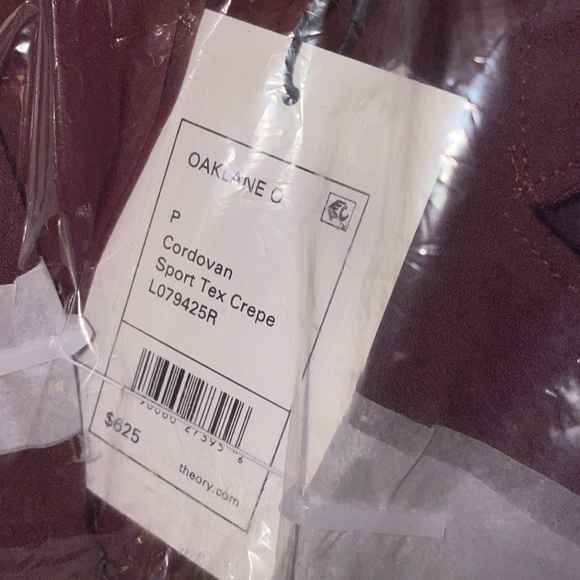 OAKLANE O
P
Cordovan
Sport Tex Crepe
L079425R
$625
theory.com